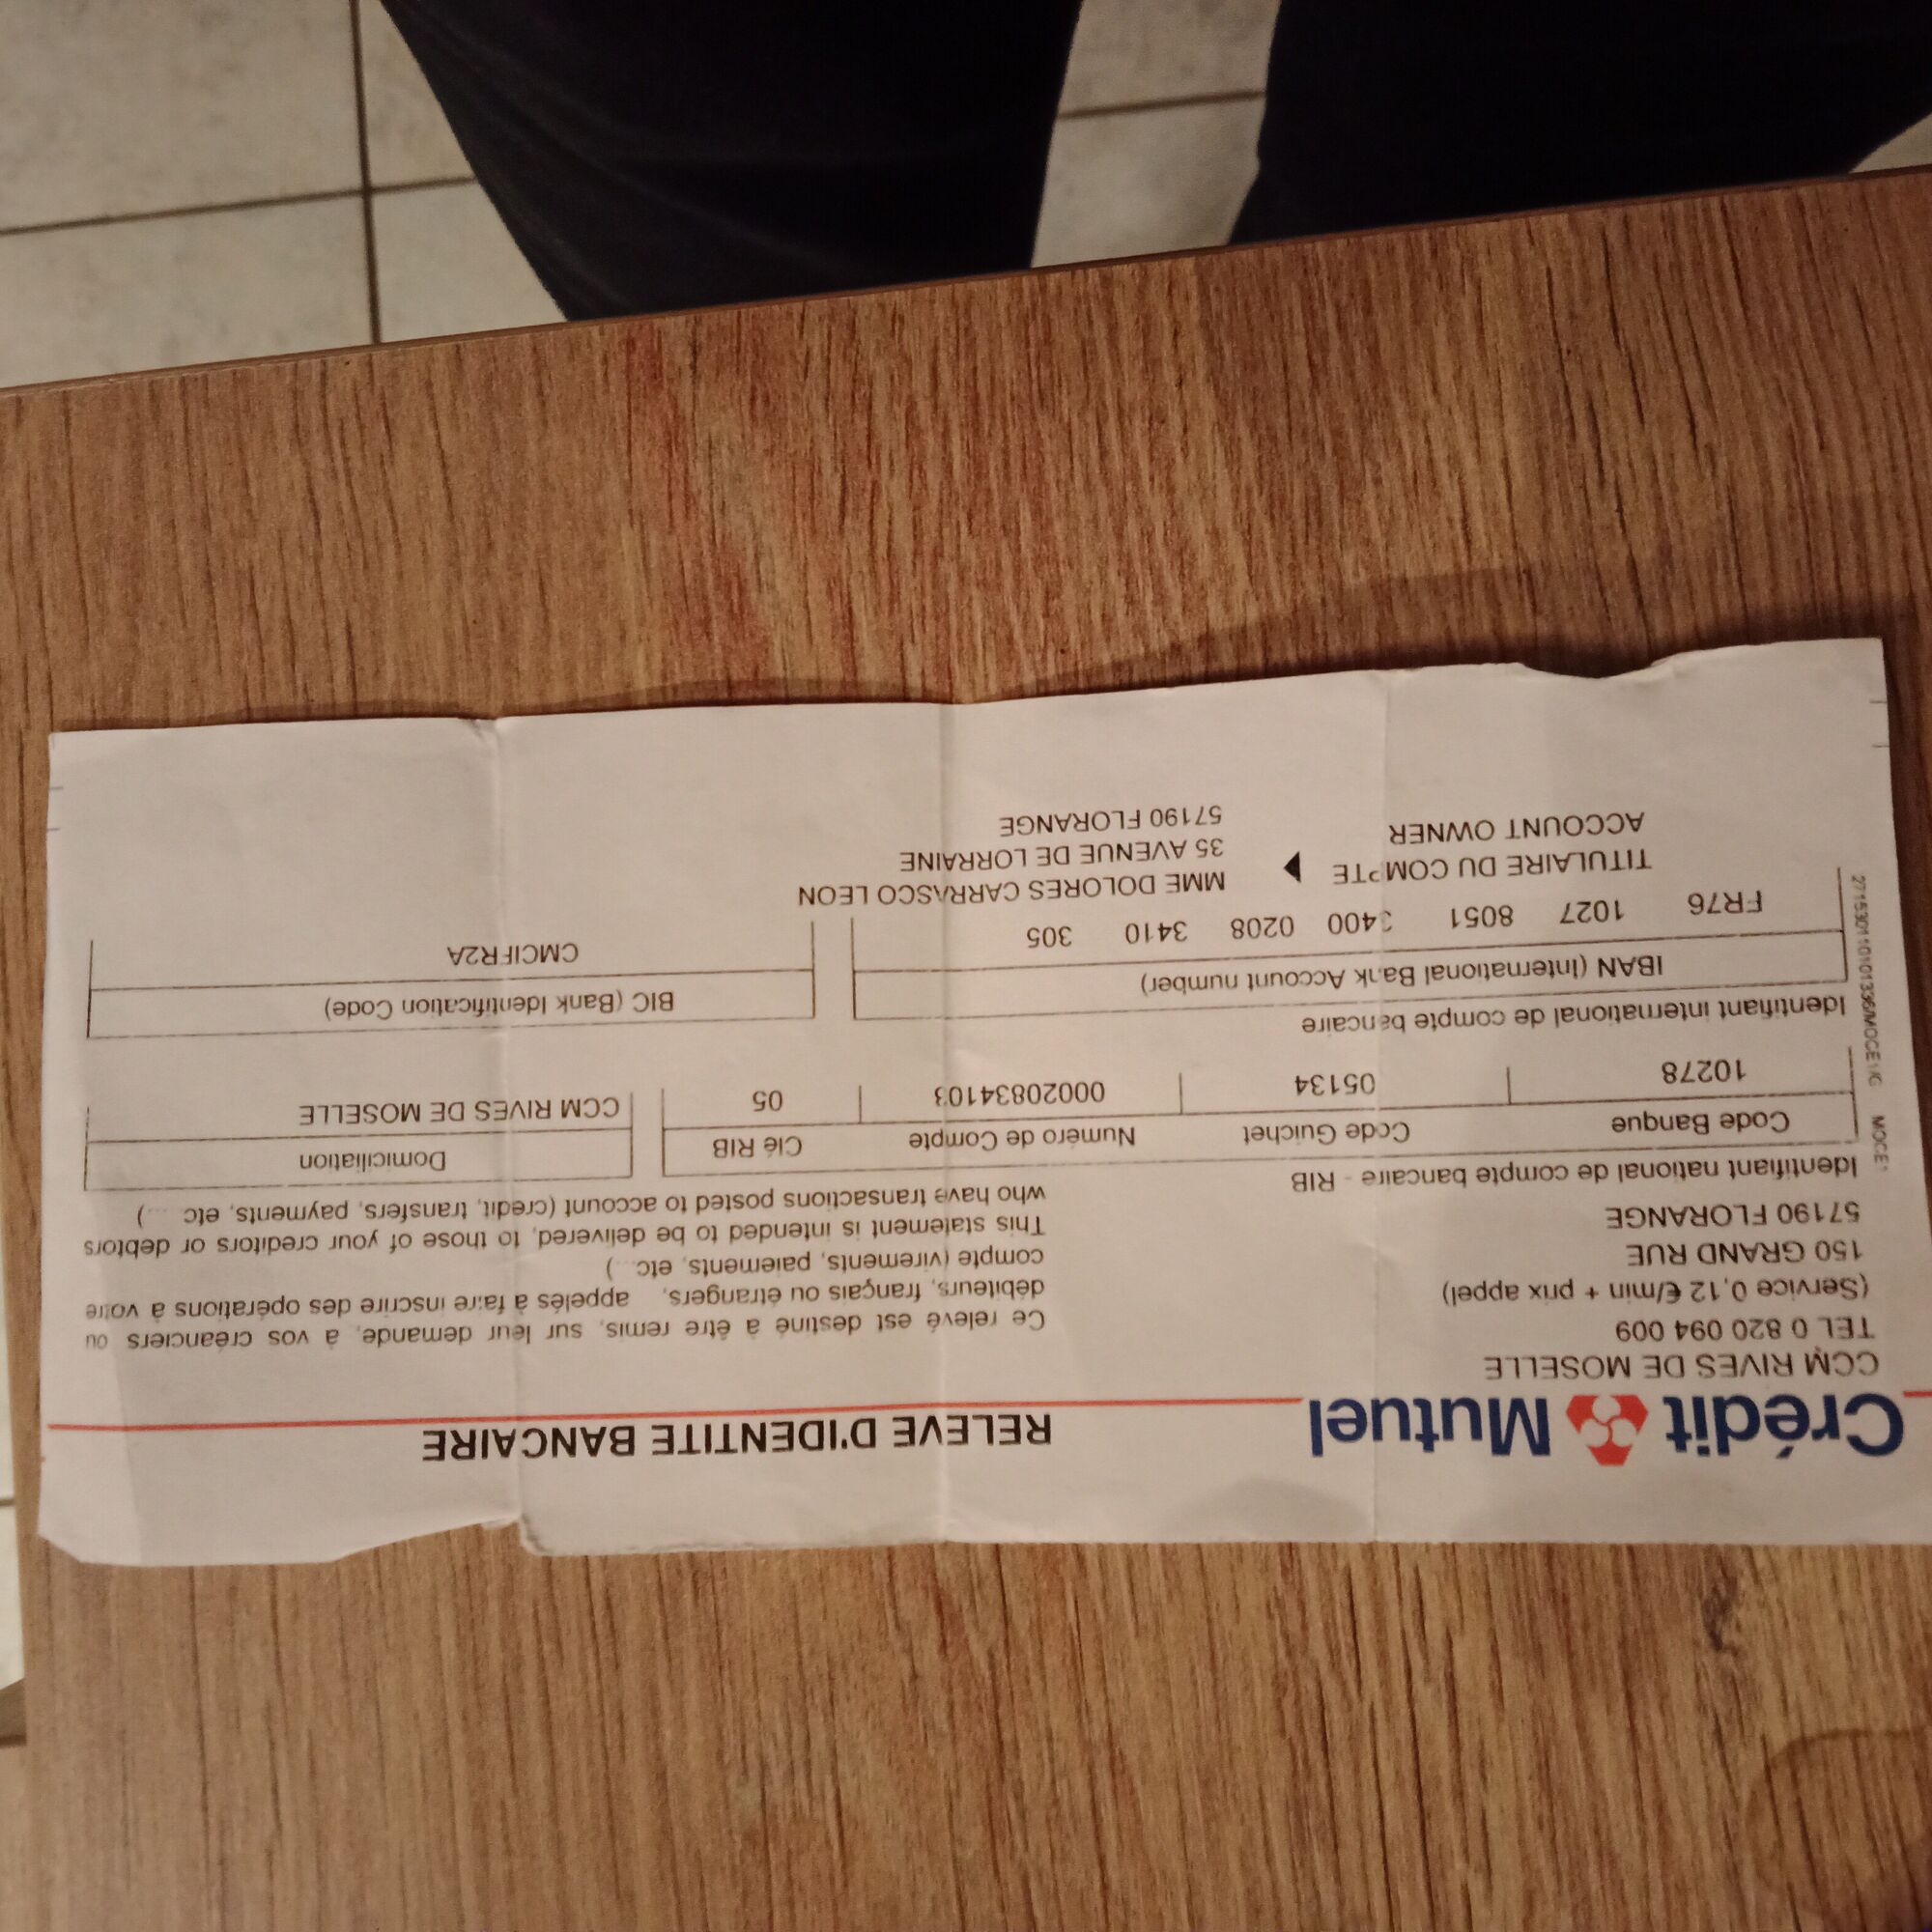 Crédit Mutuel
RELEVE D'IDENTITE BANCAIRE
CCM RIVES DE MOSELLE
TEL 0 820 094 009
(Service 0,12 €/min + prix appel)
150 GRAND RUE
57190 FLORANGE
Ce relevé est destiné à être remis, sur leur demande, à vos créanciers ou
débiteurs, français ou étrangers, appelés à faire inscrire des opérations à votre
compte (virements, paiements, etc...)
This statement is intended to be delivered, to those of your creditors or debtors
who have transactions posted to account (credit, transfers, payments, etc ...)
Identifiant national de compte bancaire - RIB
Code Banque Code Guichet Numéro de Compte Clé RIB Domiciliation
10278 05134 00020834103 05 CCM RIVES DE MOSELLE
Identifiant international de compte bancaire
IBAN (International Bank Account number) BIC (Bank Identification Code)
FR76 1027 8051 3400 0208 3410 305 CMCIFR2A
TITULAIRE DU COMPTE MME DOLORES CARRASCO LEON
ACCOUNT OWNER 35 AVENUE DE LORRAINE
57190 FLORANGE